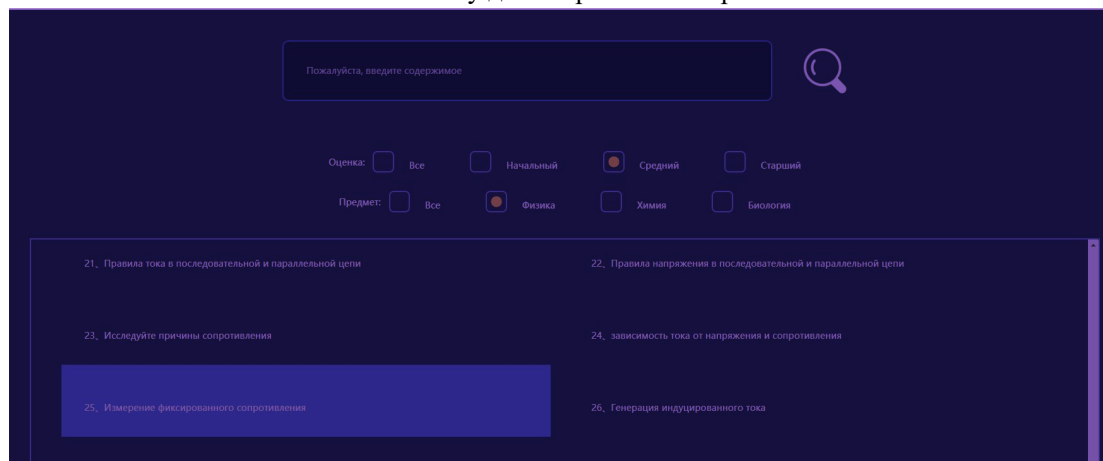 Пожалуйста, введите содержимое
Оценка: Все Начальный Средний Старший
Предмет: Все Физика Химия Биология
21、Правила тока в последовательной и параллельной цепи
22、Правила напряжения в последовательной и параллельной цепи
23、Исследуйте причины сопротивления
24、зависимость тока от напряжения и сопротивления
25、Измерение фиксированного сопротивления
26、Генерация индуцированного тока